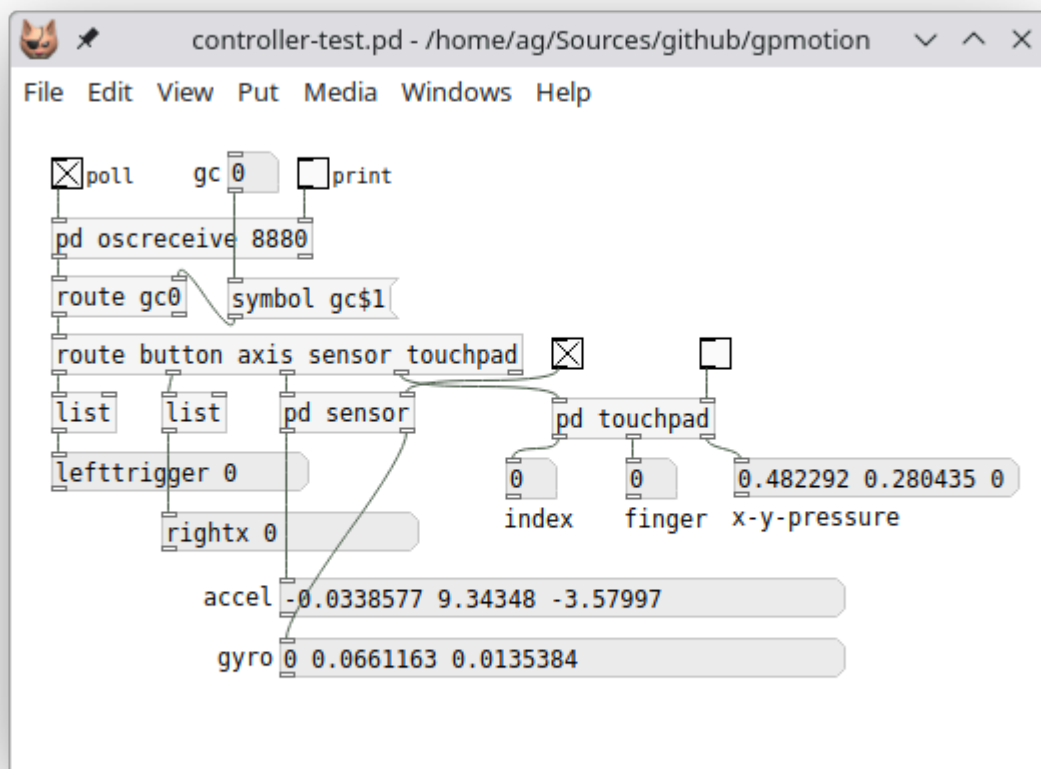 controller-test.pd - /home/ag/Sources/github/gpmotion
File Edit View Put Media Windows Help
poll gc 0 print
pd oscreceive 8880
route gc0 symbol gc$1
route button axis sensor touchpad
list list pd sensor pd touchpad
lefttrigger 0 0 0 0.482292 0.280435 0
index finger x-y-pressure
rightx 0
accel -0.0338577 9.34348 -3.57997
gyro 0 0.0661163 0.0135384